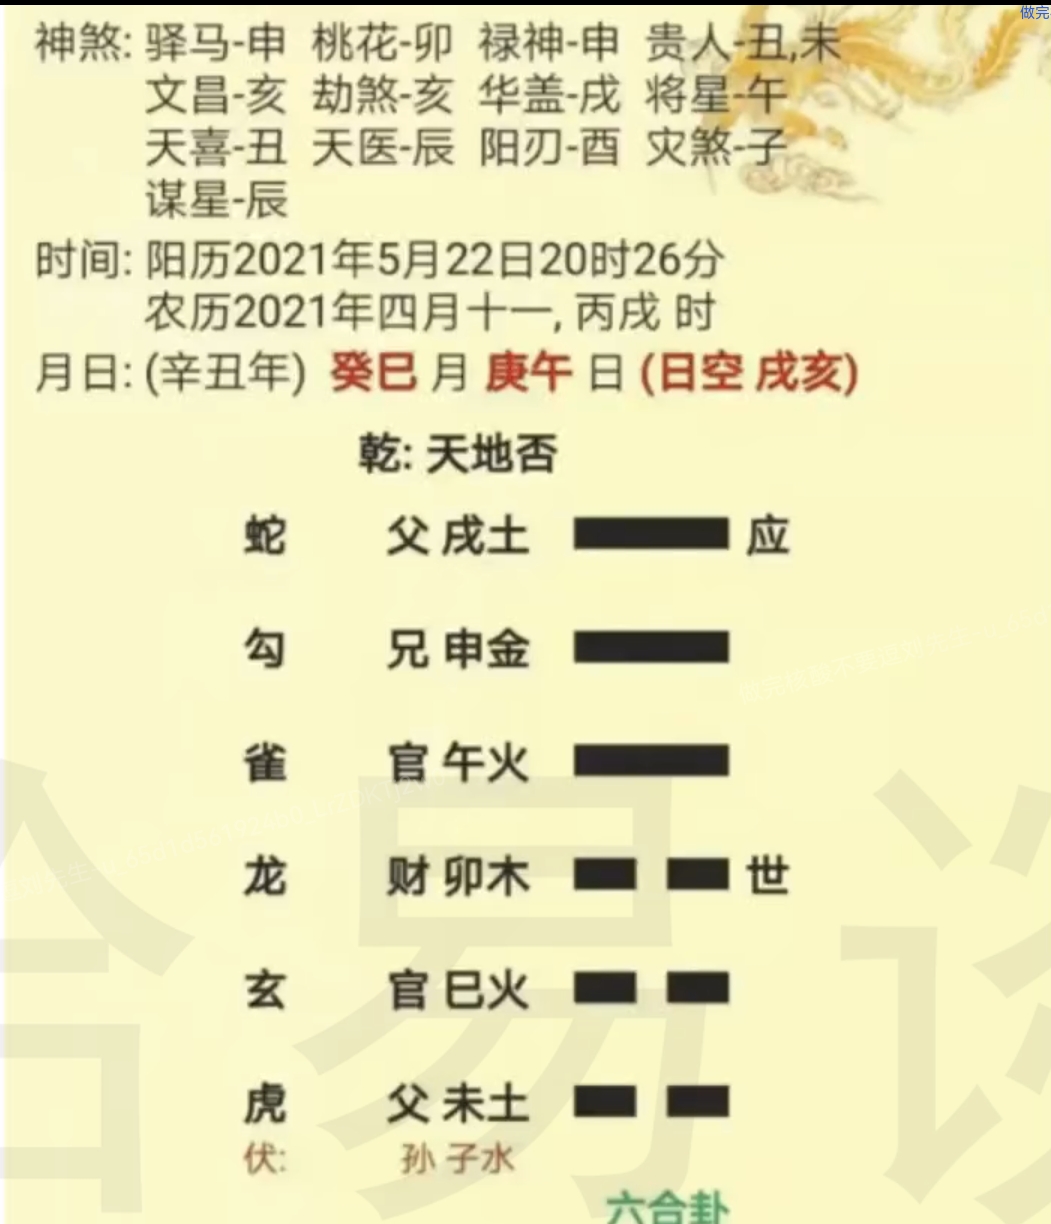 做完
神煞: 驿马-申 桃花-卯 禄神-申 贵人-丑,未
文昌-亥 劫煞-亥 华盖-戌 将星-午
天喜-丑 天医-辰 阳刃-酉 灾煞-子
谋星-辰
时间: 阳历2021年5月22日20时26分
农历2021年四月十一, 丙戌 时
月日: (辛丑年) 癸巳 月 庚午 日 (日空 戌亥)
乾: 天地否
蛇 父 戌土 应
勾 兄 申金
雀 官 午火
龙 财 卯木 世
玄 官 巳火
虎 父 未土
伏: 孙 子水
六合卦
易